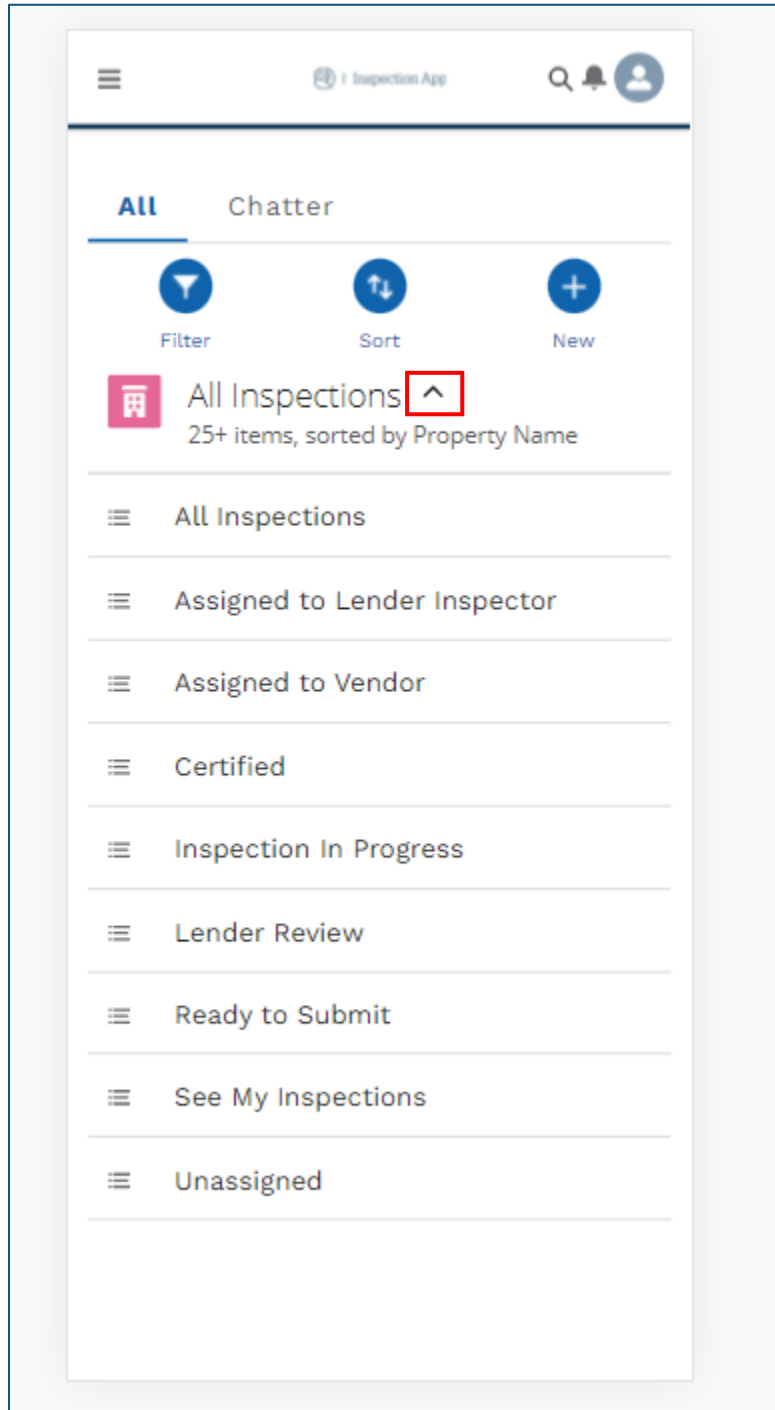 | Inspection App
All Chatter
Filter Sort New
All Inspections
25+ items, sorted by Property Name
All Inspections
Assigned to Lender Inspector
Assigned to Vendor
Certified
Inspection In Progress
Lender Review
Ready to Submit
See My Inspections
Unassigned